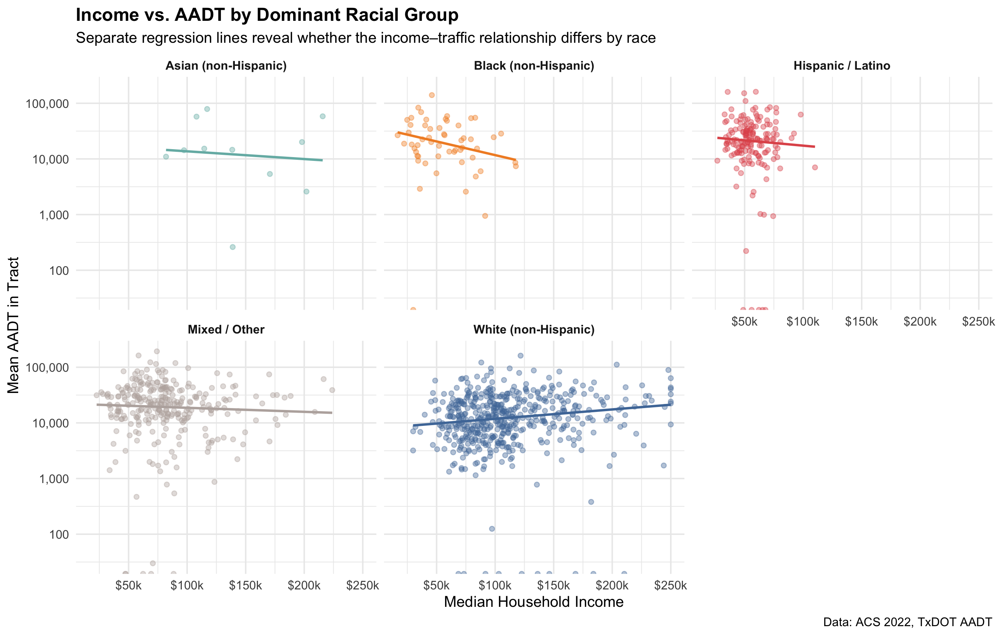 Income vs. AADT by Dominant Racial Group
Separate regression lines reveal whether the income–traffic relationship differs by race
Asian (non-Hispanic)
Black (non-Hispanic)
Hispanic / Latino
100,000
10,000
1,000
100
$50k $100k $150k $200k $250k
Mean AADT in Tract
Mixed / Other
White (non-Hispanic)
100,000
10,000
1,000
100
$50k $100k $150k $200k $250k
$50k $100k $150k $200k $250k
Median Household Income
Data: ACS 2022, TxDOT AADT